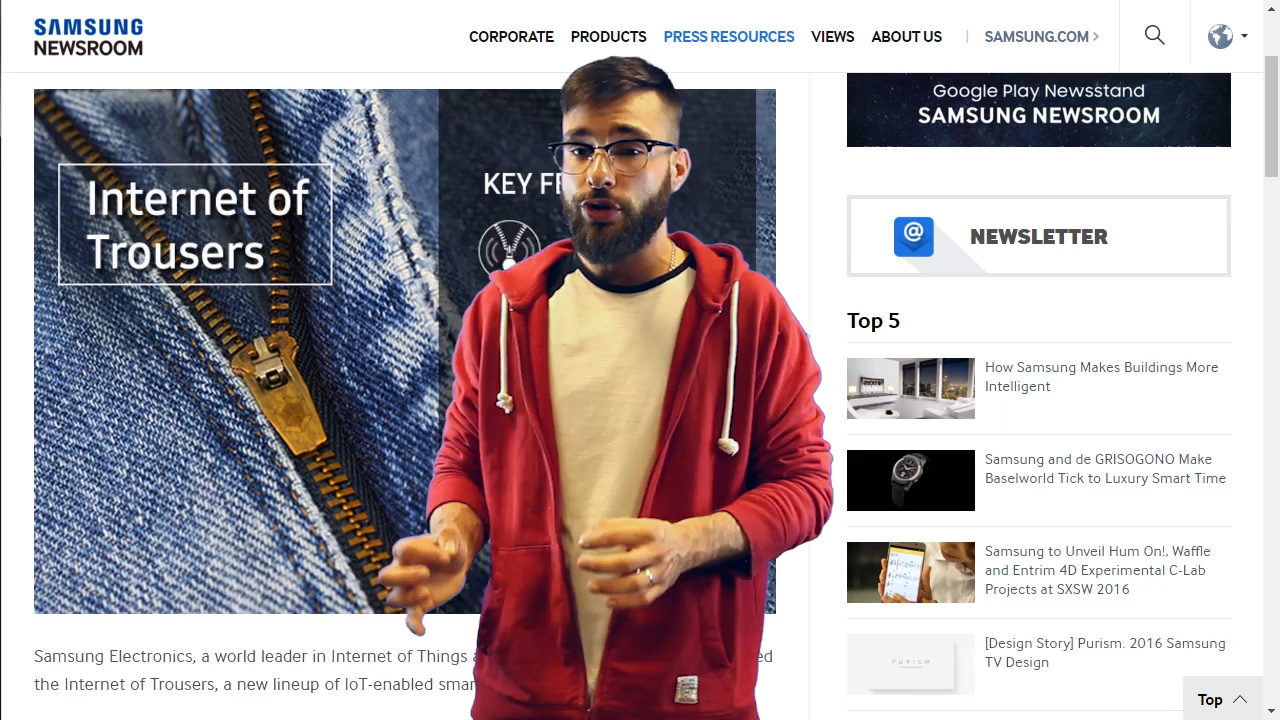 SAMSUNG
NEWSROOM
CORPORATE PRODUCTS PRESS RESOURCES VIEWS ABOUT US | SAMSUNG.COM >
Internet of
Trousers
KEY
Samsung Electronics, a world leader in Internet of Things
the Internet of Trousers, a new lineup of IoT-enabled
Google Play Newsstand
SAMSUNG NEWSROOM
@ NEWSLETTER
Top 5
How Samsung Makes Buildings More
Intelligent
Samsung and de GRISOGONO Make
Baselworld Tick to Luxury Smart Time
Samsung to Unveil Hum On!, Waffle
and Entrim 4D Experimental C-Lab
Projects at SXSW 2016
PURISM
[Design Story] Purism: 2016 Samsung
TV Design
Top